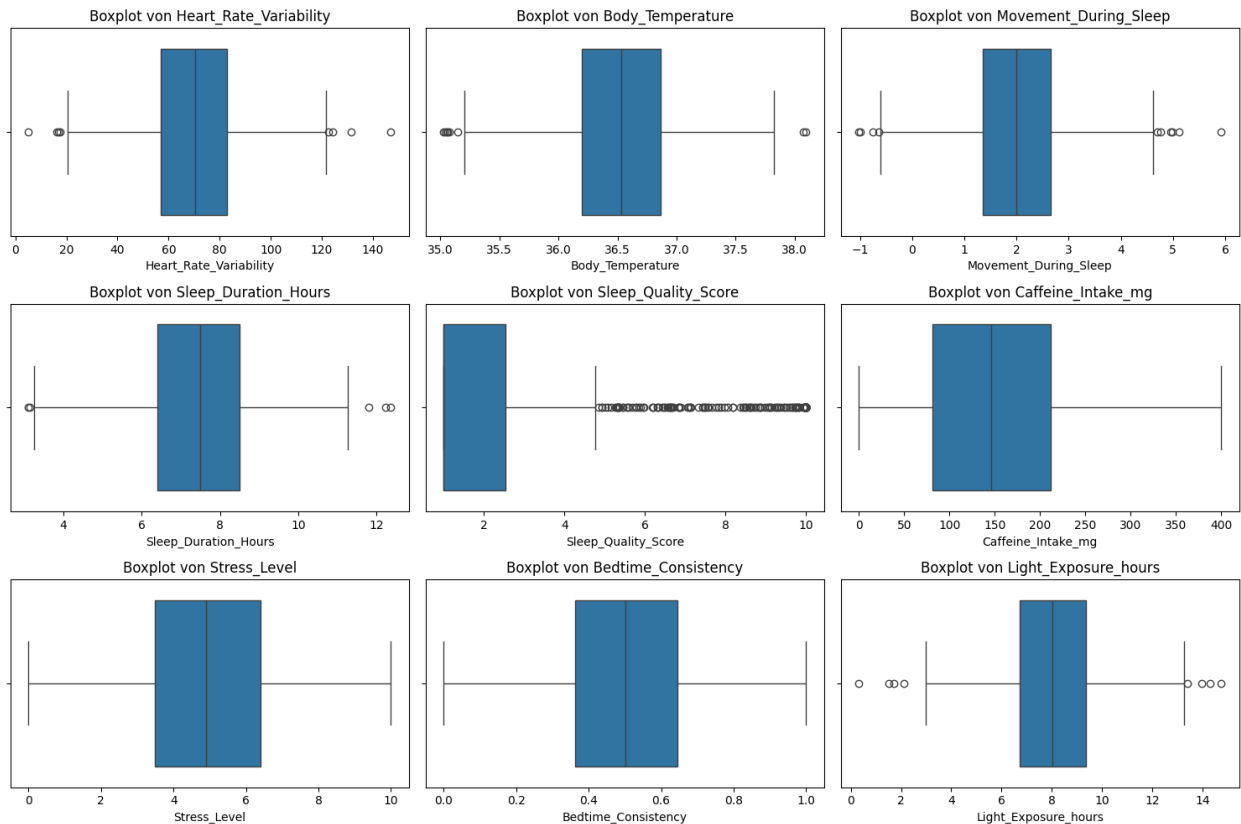 Boxplot von Heart_Rate_Variability
Boxplot von Body_Temperature
Boxplot von Movement_During_Sleep
0 20 40 60 80 100 120 140
Heart_Rate_Variability
35.0 35.5 36.0 36.5 37.0 37.5 38.0
Body_Temperature
−1 0 1 2 3 4 5 6
Movement_During_Sleep
Boxplot von Sleep_Duration_Hours
Boxplot von Sleep_Quality_Score
Boxplot von Caffeine_Intake_mg
4 6 8 10 12
Sleep_Duration_Hours
2 4 6 8 10
Sleep_Quality_Score
0 50 100 150 200 250 300 350 400
Caffeine_Intake_mg
Boxplot von Stress_Level
Boxplot von Bedtime_Consistency
Boxplot von Light_Exposure_hours
0 2 4 6 8 10
Stress_Level
0.0 0.2 0.4 0.6 0.8 1.0
Bedtime_Consistency
0 2 4 6 8 10 12 14
Light_Exposure_hours